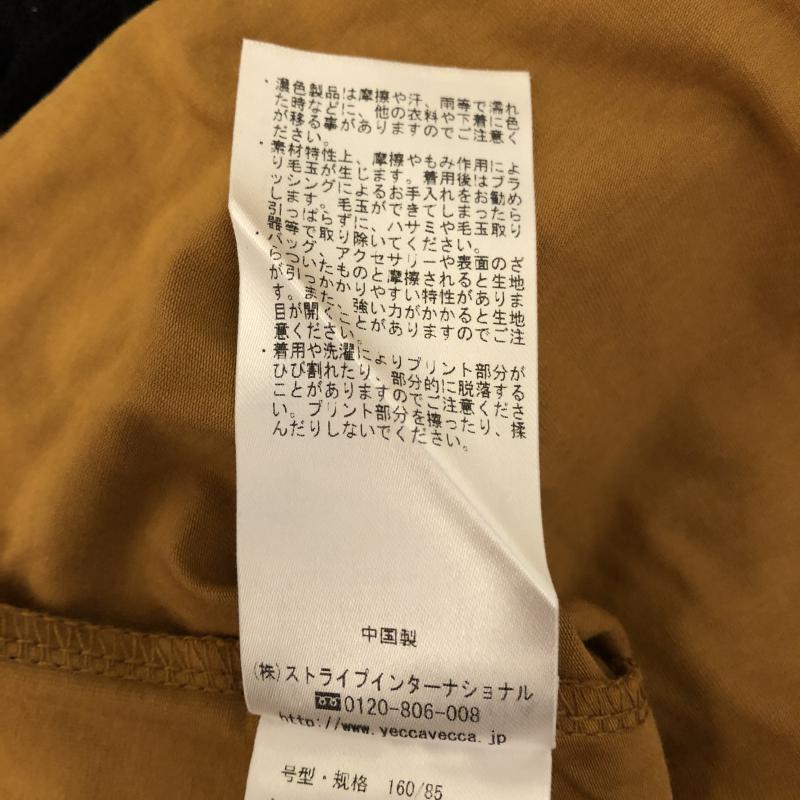 ・濃色製品は摩擦や汗、雨等で濡れ
た時などに、他の衣料や下着に色
が移る事がありますのでご注意く
ださい。
・素材特性上、摩擦やもみ作用によ
り毛玉が生じます。着用後はブラ
ッシングによるお手入れをお勧め
します。毛玉ができてしまったら
引っぱらずに、ハサミや毛玉取り
器等で取り除いてください。
・バッグ、アクセサリーや表面のざ
らついたものと摩擦されると生地
が引っかかりやすい特性があります
す。また、強い力がかかると生地
目が開くことがありますのでご注
意ください。
・着用や洗濯によりプリント部分が
ひび割れたり、部分的に脱落する
ことがありますのでご注意くださ
い。プリント部分を擦ったり、揉
んだりしないでください。
中国製
(株)ストライプインターナショナル
0120-806-008
http://www.yeccavecca.jp
号型・规格 160/85